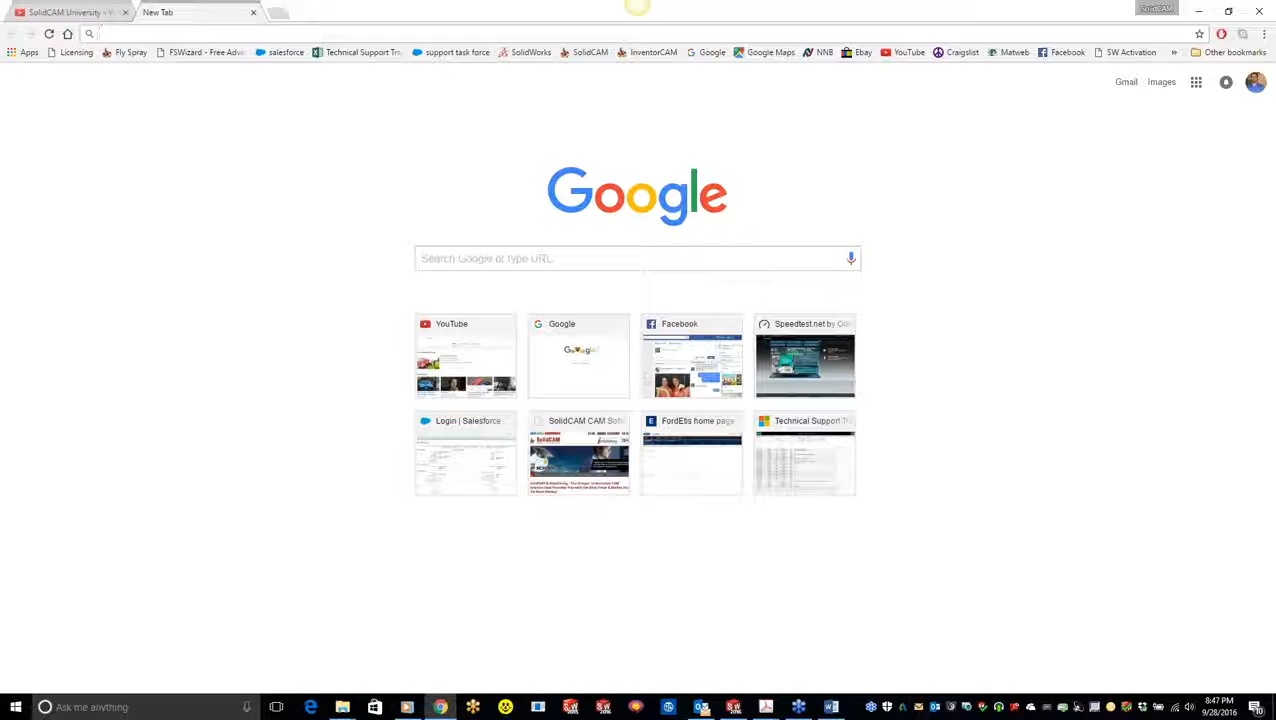 SolidCAM University - Y
New Tab
SolidCAM
Apps
Licensing
Fly Spray
FSWizard - Free Adv
salesforce
Technical Support Tra
support task force
SolidWorks
SolidCAM
InventorCAM
Google
Google Maps
NN8
Ebay
YouTube
Craigslist
Matweb
Facebook
SW Activation
»
Other bookmarks
Gmail
Images
Google
Search Google or type URL
YouTube
Google
Facebook
Speedtest.net by Oo
Login | Salesforce
SolidCAM CAM Soft
FordEtis home page
Technical Support Tr
Ask me anything
8:47 PM
9/28/2016